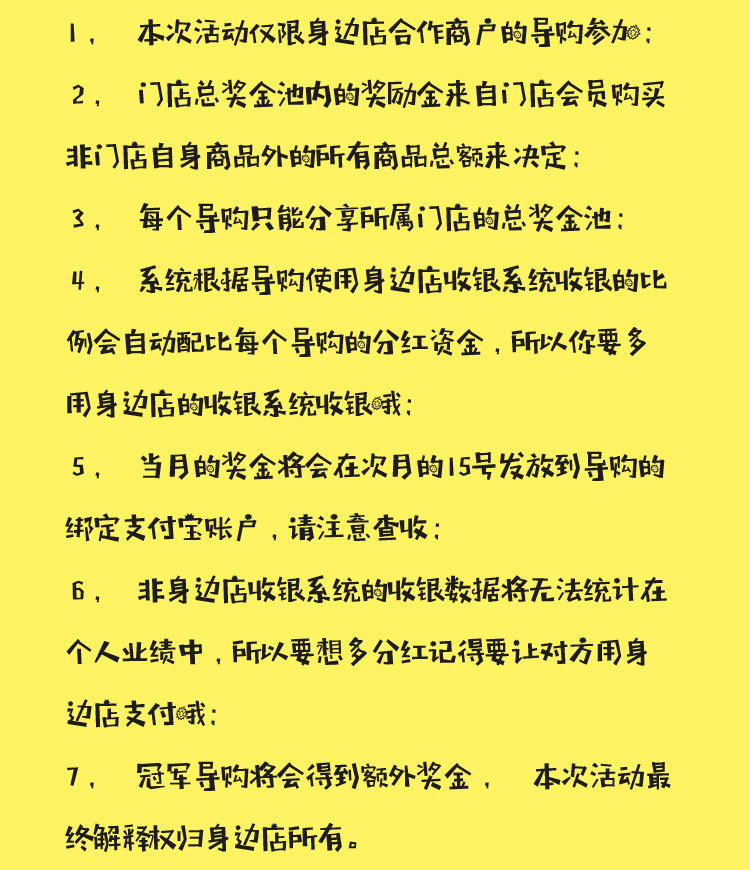 1， 本次活动仅限身边店合作商户的导购参加；
2， 门店总奖金池内的奖励金来自门店会员购买
非门店自身商品外的所有商品总额来决定；
3， 每个导购只能分享所属门店的总奖金池；
4， 系统根据导购使用身边店收银系统收银的比
例会自动配比每个导购的分红资金，所以你要多
用身边店的收银系统收银哦；
5， 当月的奖金将会在次月的15号发放到导购的
绑定支付宝账户，请注意查收；
6， 非身边店收银系统的收银数据将无法统计在
个人业绩中，所以要想多分红记得要让对方用身
边店支付哦；
7， 冠军导购将会得到额外奖金， 本次活动最
终解释权归身边店所有。